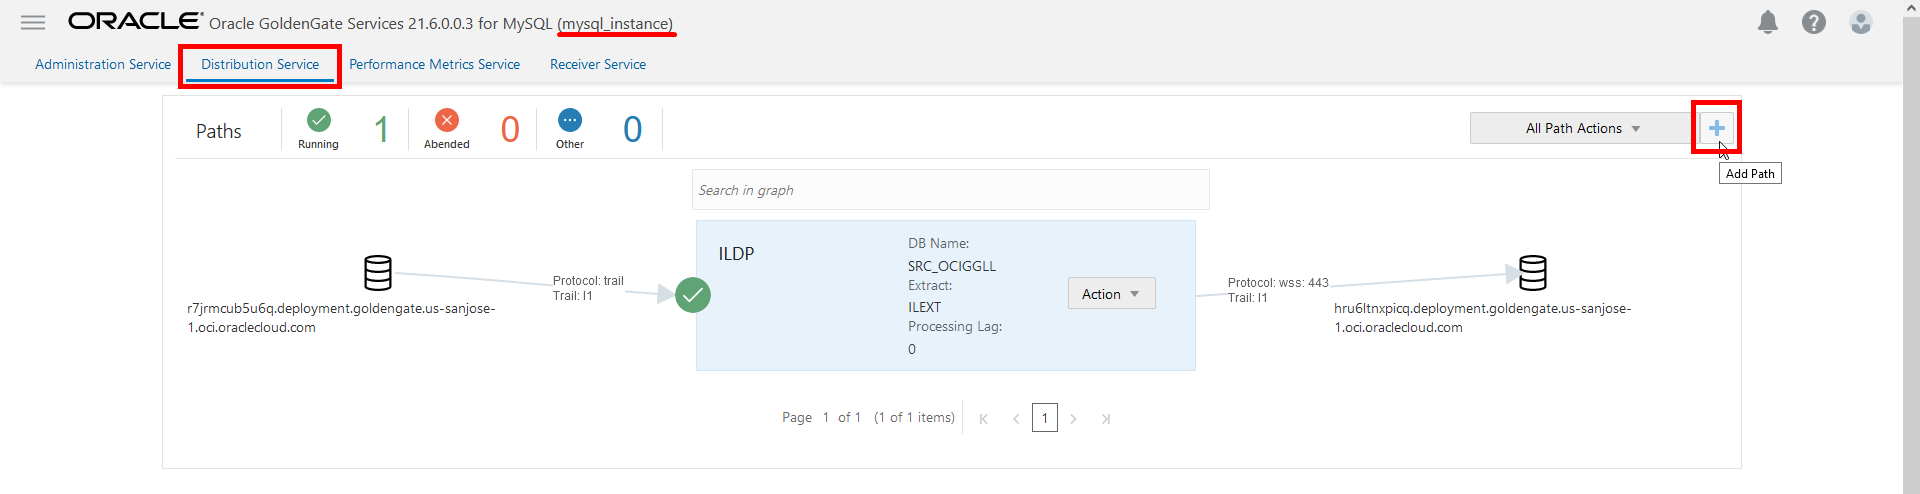 ORACLE Oracle GoldenGate Services 21.6.0.0.3 for MySQL (mysql_instance)
Administration Service
Distribution Service
Performance Metrics Service
Receiver Service
Paths
Running
1
Abended
0
Other
0
All Path Actions
Add Path
Search in graph
r7jrmcub5u6q.deployment.goldengate.us-sanjose-
1.oci.oraclecloud.com
Protocol: trail
Trail: I1
ILDP
DB Name:
SRC_OCIGGLL
Extract:
ILEXT
Processing Lag:
0
Action
Protocol: wss: 443
Trail: I1
hru6ltnxpicq.deployment.goldengate.us-sanjose-
1.oci.oraclecloud.com
Page 1 of 1 (1 of 1 items)
1